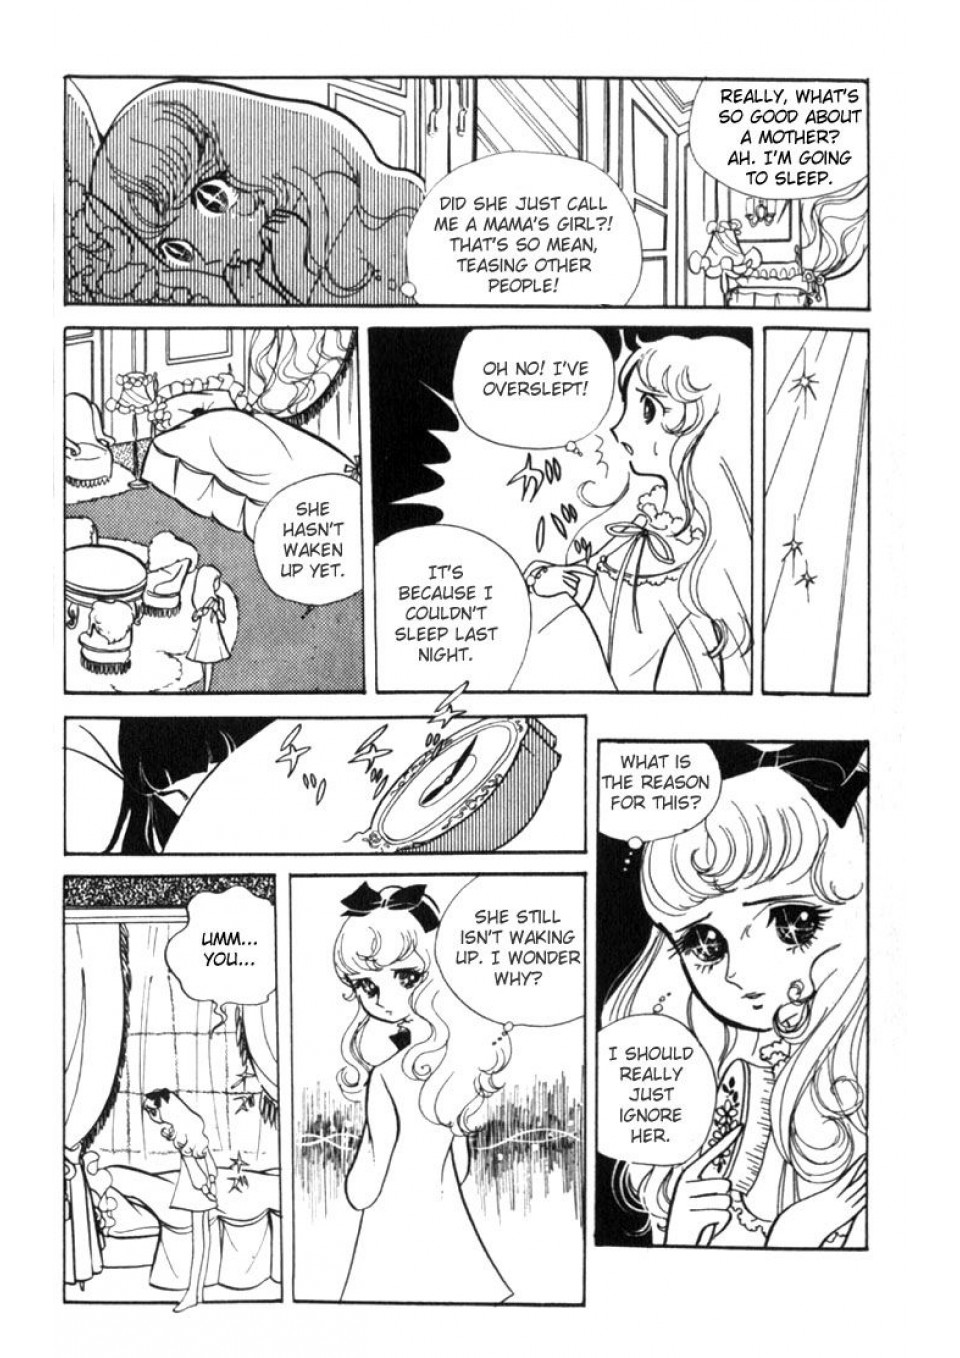 REALLY, WHAT'S
SO GOOD ABOUT
A MOTHER?
AH. I'M GOING
TO SLEEP.
DID SHE JUST CALL
ME A MAMA'S GIRL?!
THAT'S SO MEAN,
TEASING OTHER
PEOPLE!
OH NO! I'VE
OVERSLEPT!
IT'S
BECAUSE I
COULDN'T
SLEEP LAST
NIGHT.
SHE
HASN'T
WAKEN
UP YET.
WHAT IS
THE REASON
FOR THIS?
I SHOULD
REALLY
JUST
IGNORE
HER.
SHE STILL
ISN'T WAKING
UP. I WONDER
WHY?
UMM...
YOU...